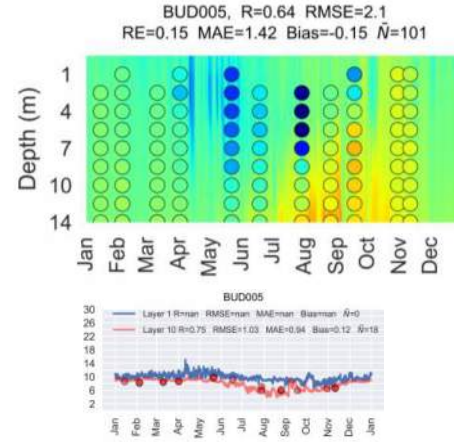 BUD005, R=0.64 RMSE=2.1
RE=0.15 MAE=1.42 Bias=-0.15 N̄=101
Depth (m)
1
2
4
5
7
8
10
11
14
Jan
Feb
Mar
Apr
May
Jun
Jul
Aug
Sep
Oct
Nov
Dec
BUD005
Layer 1 R=nan RMSE=nan MAE=nan Bias=nan N̄=0
Layer 10 R=0.75 RMSE=1.03 MAE=0.94 Bias=0.12 N̄=18
30
26
22
18
14
10
6
2
Jan
Feb
Mar
Apr
May
Jun
Jul
Aug
Sep
Oct
Nov
Dec
Jan